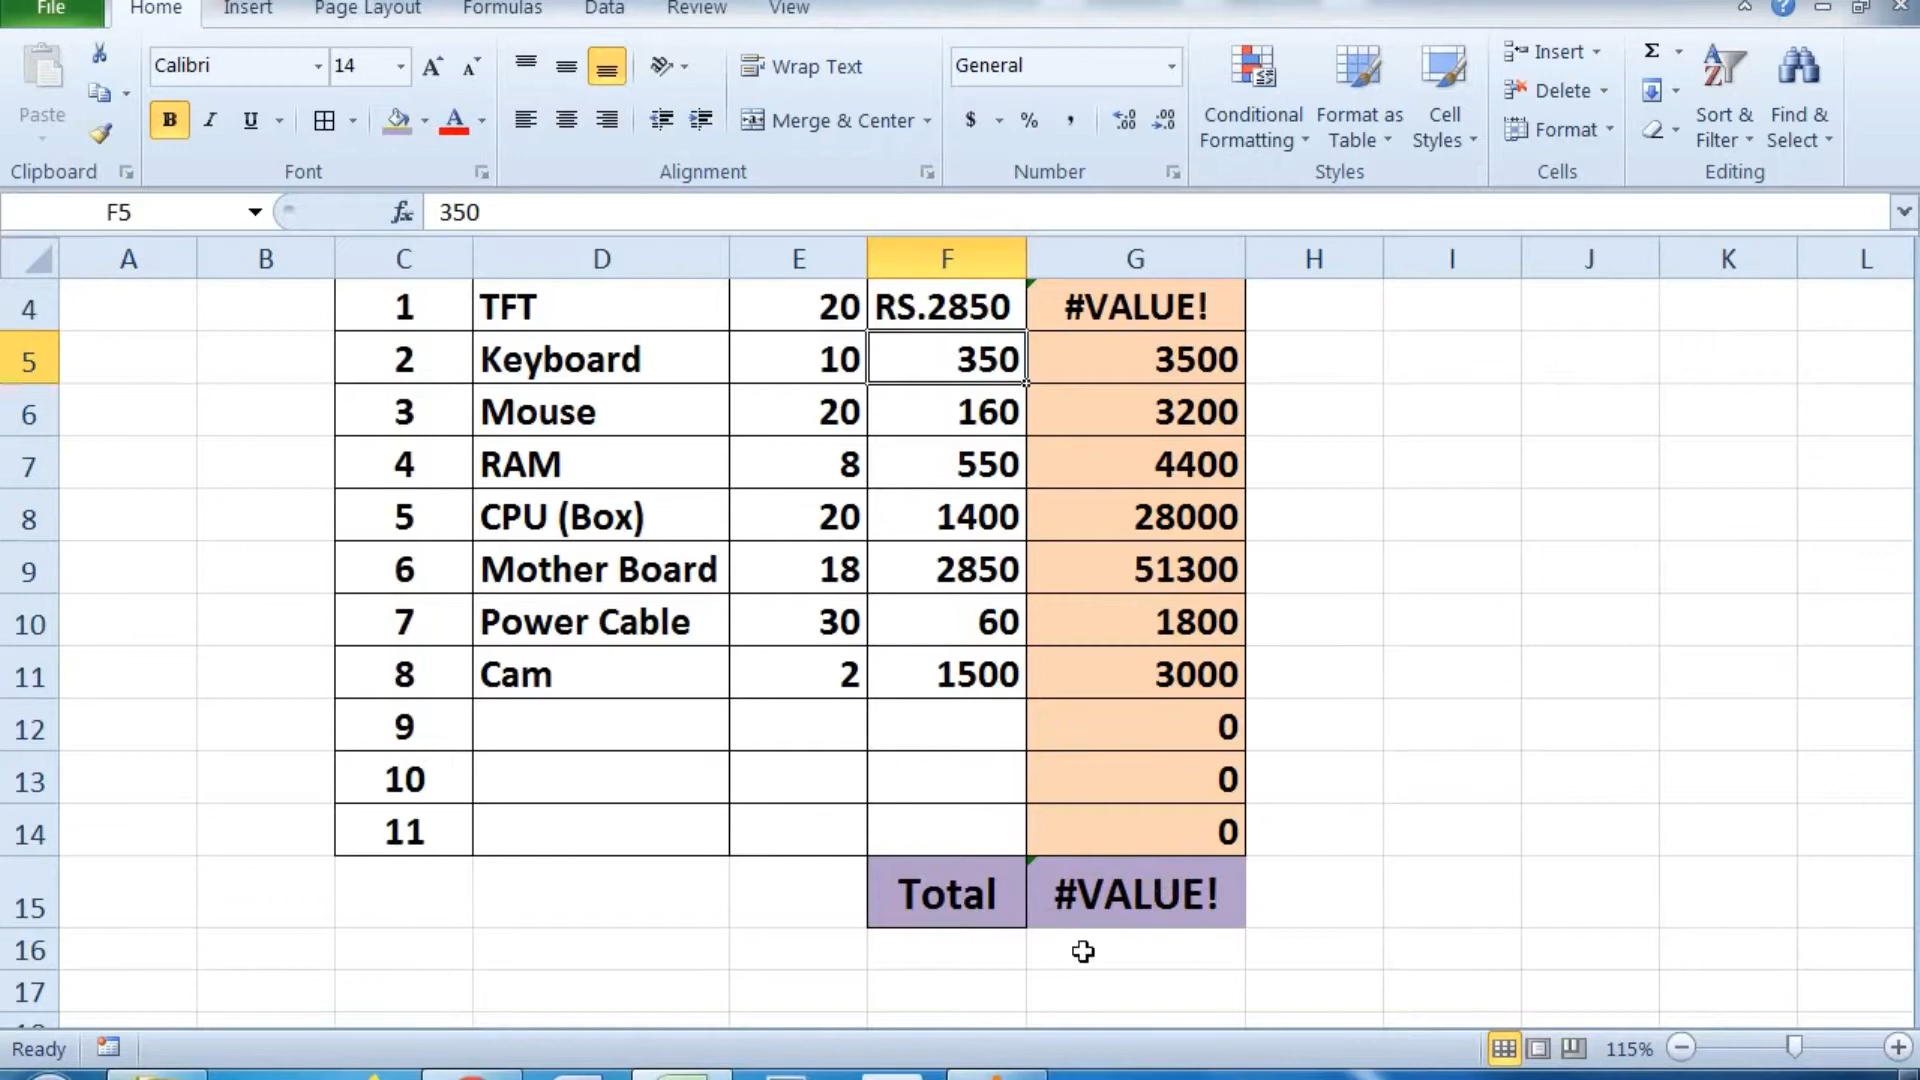 File Home Insert Page Layout Formulas Data Review View
Calibri 14 A A Wrap Text General Insert Σ
Paste B I U A Merge & Center $ % , .00 .0 Conditional Formatting Format as Table Cell Styles Delete Format Sort & Filter Find & Select
Clipboard Font Alignment Number Styles Cells Editing
F5 fx 350
A B C D E F G H I J K L
4 1 TFT 20 RS.2850 #VALUE!
5 2 Keyboard 10 350 3500
6 3 Mouse 20 160 3200
7 4 RAM 8 550 4400
8 5 CPU (Box) 20 1400 28000
9 6 Mother Board 18 2850 51300
10 7 Power Cable 30 60 1800
11 8 Cam 2 1500 3000
12 9 0
13 10 0
14 11 0
15 Total #VALUE!
16
17
Ready 115%